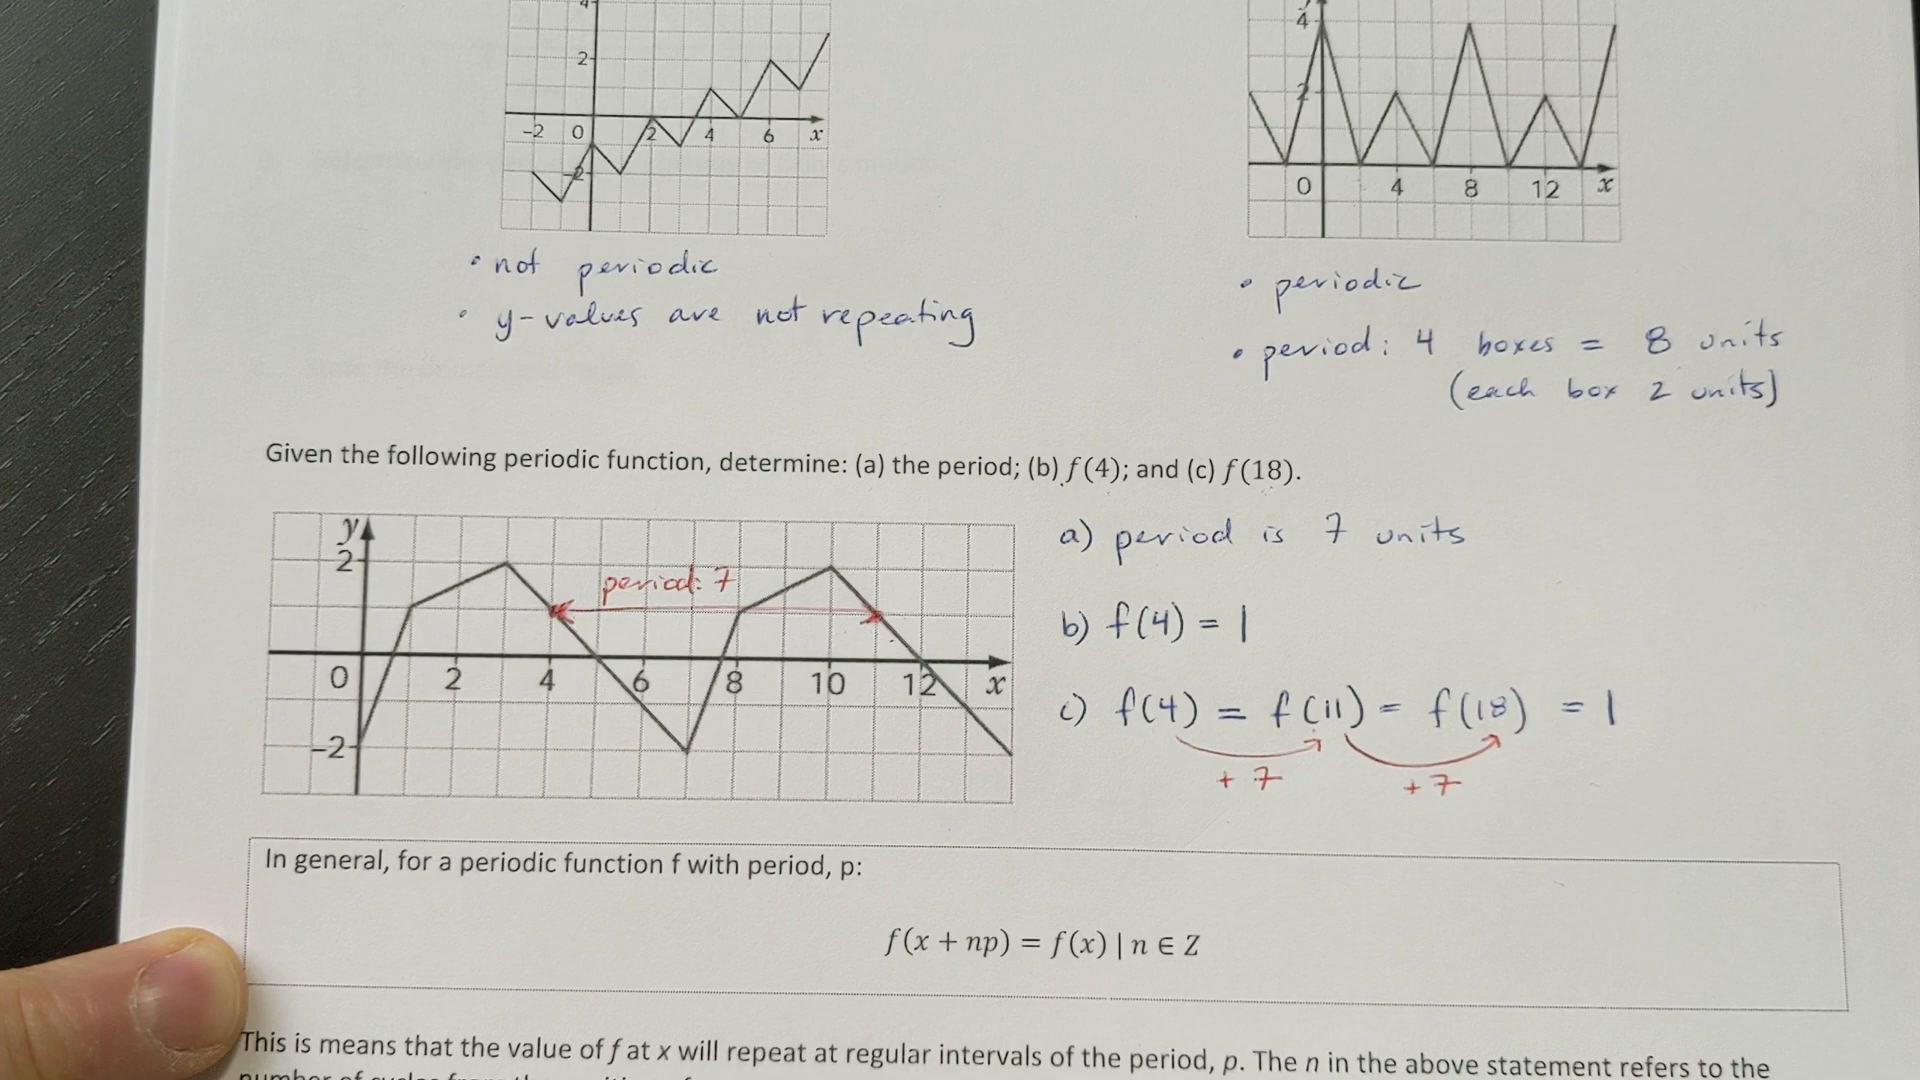 4
2
-2 0 2 4 6 x
-2
4
2
0 4 8 12 x
• not periodic
• y-values are not repeating
• periodic
• period: 4 boxes = 8 units
(each box 2 units)
Given the following periodic function, determine: (a) the period; (b) f(4); and (c) f(18).
y
2
period: 7
0 2 4 6 8 10 12 x
-2
a) period is 7 units
b) f(4) = 1
c) f(4) = f(11) = f(18) = 1
+7 +7
In general, for a periodic function f with period, p:
f(x + np) = f(x) | n ∈ Z
This is means that the value of f at x will repeat at regular intervals of the period, p. The n in the above statement refers to the